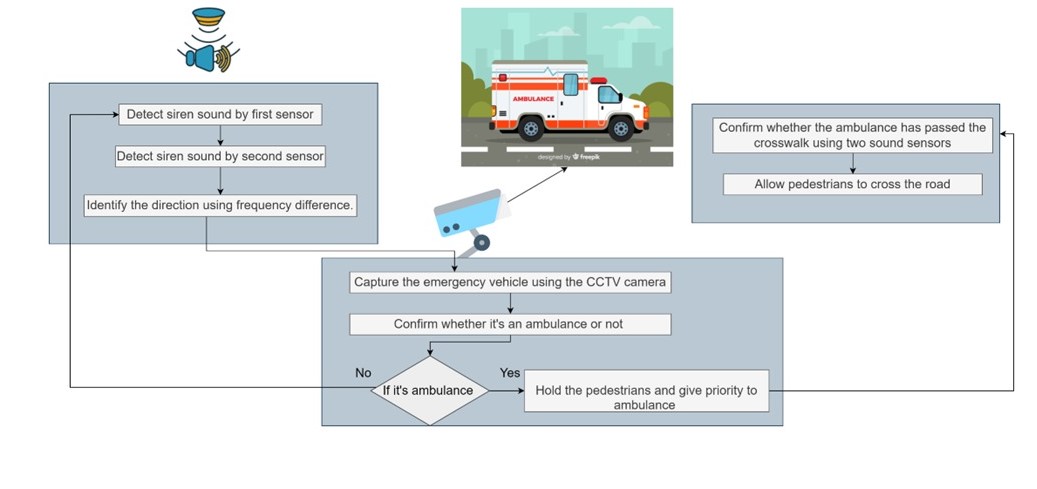 AMBULANCE
designed by freepik
Detect siren sound by first sensor
Detect siren sound by second sensor
Identify the direction using frequency difference.
Capture the emergency vehicle using the CCTV camera
Confirm whether it's an ambulance or not
If it's ambulance
No
Yes
Hold the pedestrians and give priority to
ambulance
Confirm whether the ambulance has passed the
crosswalk using two sound sensors
Allow pedestrians to cross the road